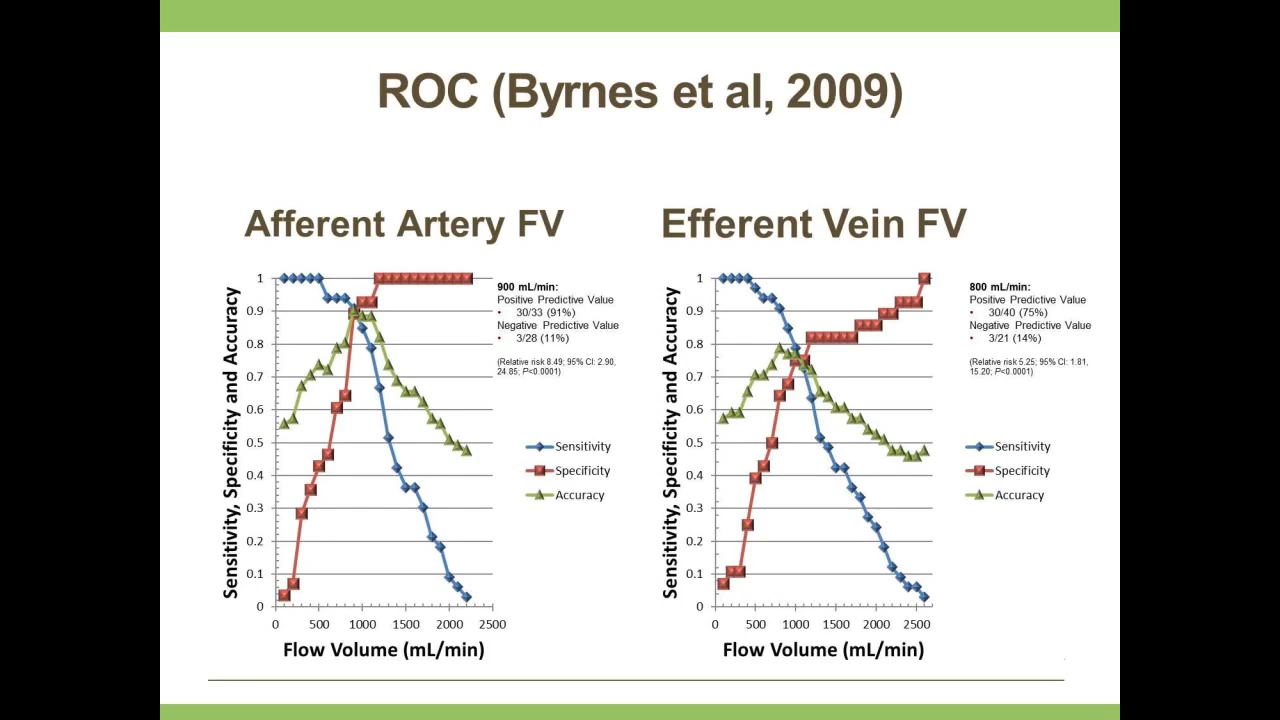 ROC (Byrnes et al, 2009)
Afferent Artery FV
Sensitivity, Specificity and Accuracy
1
0.9
0.8
0.7
0.6
0.5
0.4
0.3
0.2
0.1
0
0 500 1000 1500 2000 2500
Flow Volume (mL/min)
900 mL/min:
Positive Predictive Value
• 30/33 (91%)
Negative Predictive Value
• 3/28 (11%)
(Relative risk 8.49; 95% CI: 2.90,
24.85; P<0.0001)
Sensitivity
Specificity
Accuracy
Efferent Vein FV
Sensitivity, Specificity and Accuracy
1
0.9
0.8
0.7
0.6
0.5
0.4
0.3
0.2
0.1
0
0 500 1000 1500 2000 2500
Flow Volume (mL/min)
800 mL/min:
Positive Predictive Value
• 30/40 (75%)
Negative Predictive Value
• 3/21 (14%)
(Relative risk 5.25; 95% CI: 1.81,
15.20; P<0.0001)
Sensitivity
Specificity
Accuracy